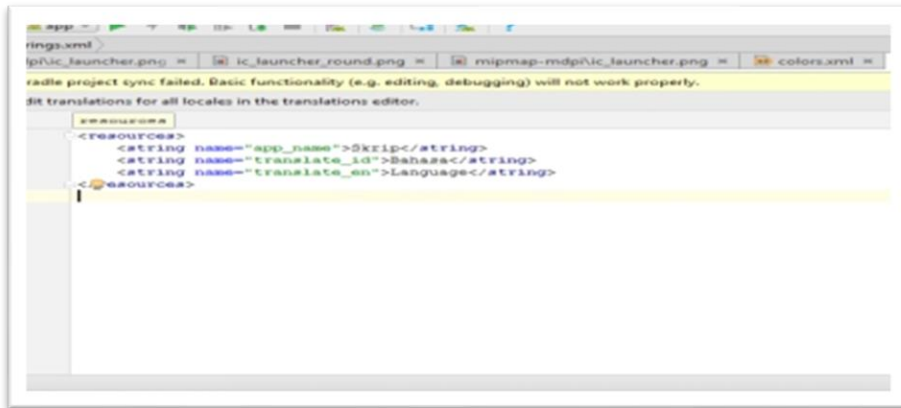 app
rings.xml
lpi\ic_launcher.png ic_launcher_round.png mipmap-mdpi\ic_launcher.png colors.xml
radle project sync failed. Basic functionality (e.g. editing, debugging) will not work properly.
dit translations for all locales in the translations editor.
resources
<resources>
<string name="app_name">Skrip</string>
<string name="translate_id">Bahasa</string>
<string name="translate_en">Language</string>
</resources>